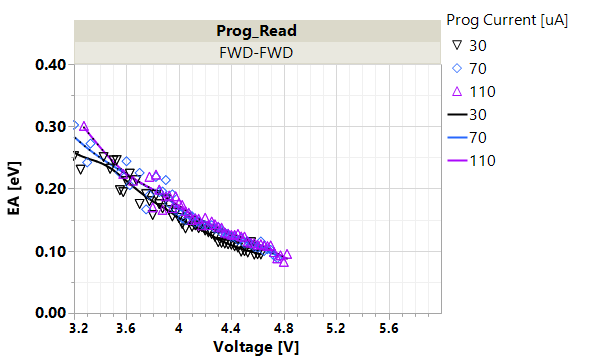 Prog_Read
FWD-FWD
Prog Current [uA]
30
70
110
30
70
110
0.40
0.30
0.20
0.10
0.00
EA [eV]
3.2 3.6 4 4.4 4.8 5.2 5.6
Voltage [V]